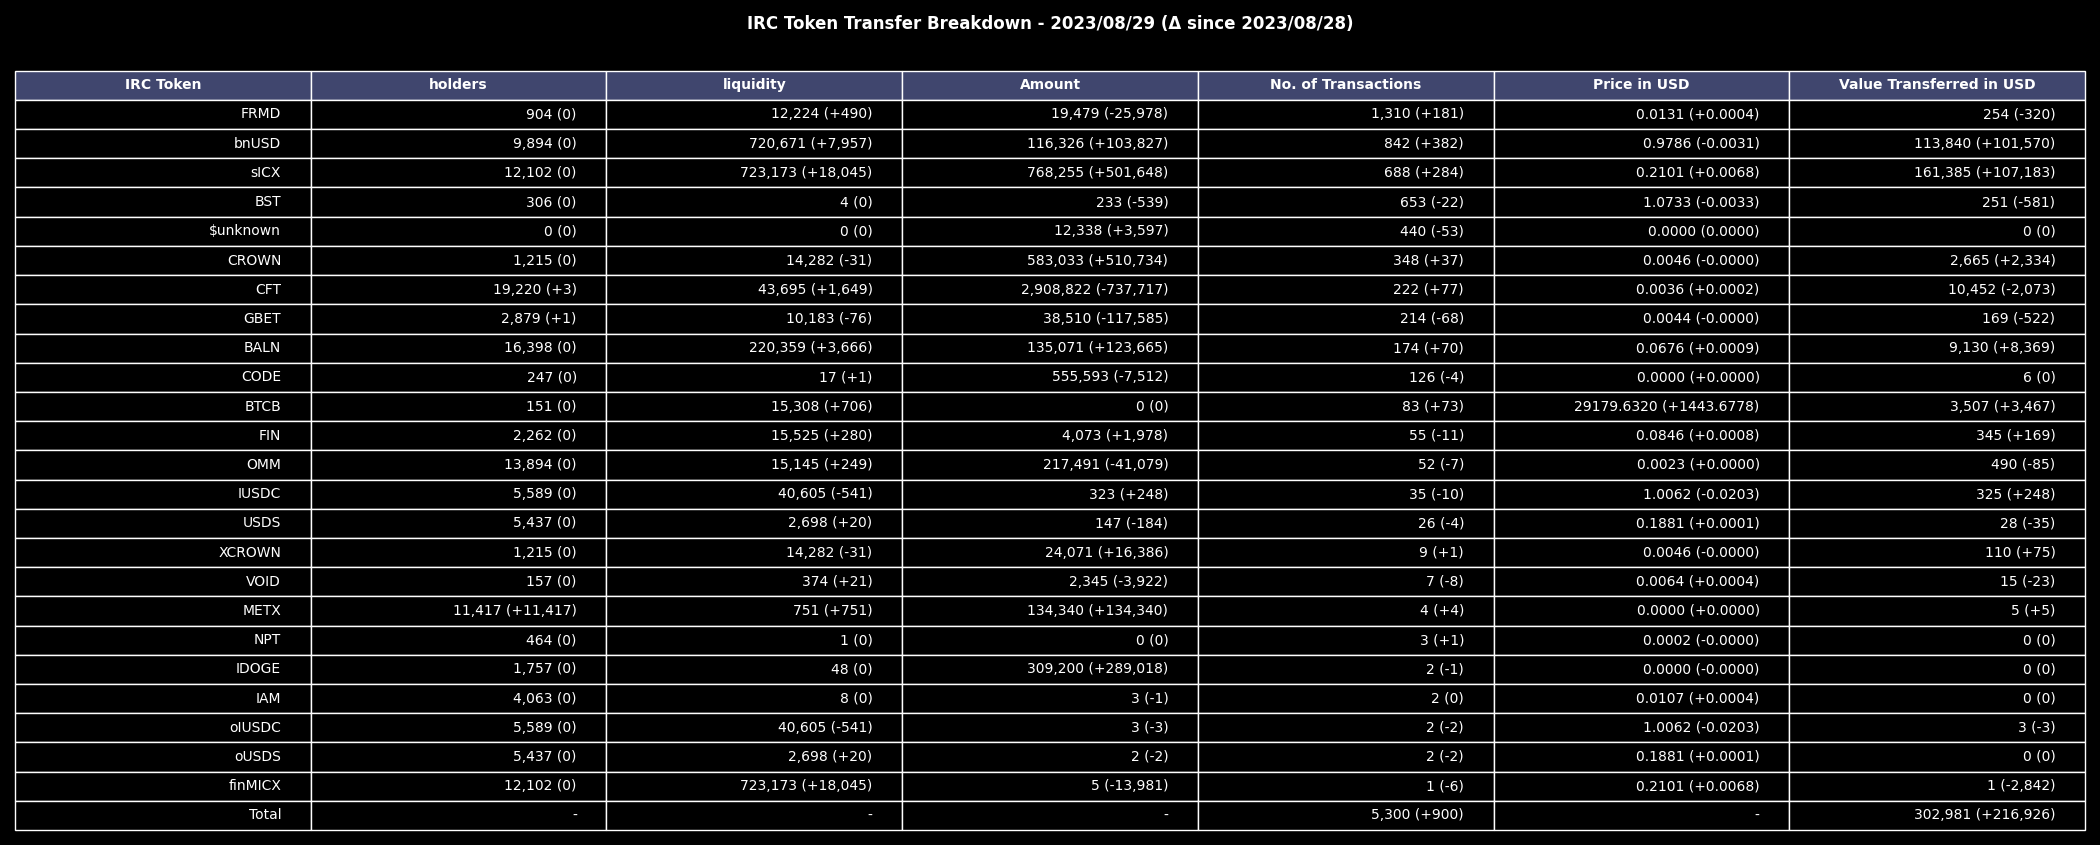 IRC Token Transfer Breakdown - 2023/08/29 (Δ since 2023/08/28)
IRC Token holders liquidity Amount No. of Transactions Price in USD Value Transferred in USD
FRMD 904 (0) 12,224 (+490) 19,479 (-25,978) 1,310 (+181) 0.0131 (+0.0004) 254 (-320)
bnUSD 9,894 (0) 720,671 (+7,957) 116,326 (+103,827) 842 (+382) 0.9786 (-0.0031) 113,840 (+101,570)
sICX 12,102 (0) 723,173 (+18,045) 768,255 (+501,648) 688 (+284) 0.2101 (+0.0068) 161,385 (+107,183)
BST 306 (0) 4 (0) 233 (-539) 653 (-22) 1.0733 (-0.0033) 251 (-581)
$unknown 0 (0) 0 (0) 12,338 (+3,597) 440 (-53) 0.0000 (0.0000) 0 (0)
CROWN 1,215 (0) 14,282 (-31) 583,033 (+510,734) 348 (+37) 0.0046 (-0.0000) 2,665 (+2,334)
CFT 19,220 (+3) 43,695 (+1,649) 2,908,822 (-737,717) 222 (+77) 0.0036 (+0.0002) 10,452 (-2,073)
GBET 2,879 (+1) 10,183 (-76) 38,510 (-117,585) 214 (-68) 0.0044 (-0.0000) 169 (-522)
BALN 16,398 (0) 220,359 (+3,666) 135,071 (+123,665) 174 (+70) 0.0676 (+0.0009) 9,130 (+8,369)
CODE 247 (0) 17 (+1) 555,593 (-7,512) 126 (-4) 0.0000 (+0.0000) 6 (0)
BTCB 151 (0) 15,308 (+706) 0 (0) 83 (+73) 29179.6320 (+1443.6778) 3,507 (+3,467)
FIN 2,262 (0) 15,525 (+280) 4,073 (+1,978) 55 (-11) 0.0846 (+0.0008) 345 (+169)
OMM 13,894 (0) 15,145 (+249) 217,491 (-41,079) 52 (-7) 0.0023 (+0.0000) 490 (-85)
IUSDC 5,589 (0) 40,605 (-541) 323 (+248) 35 (-10) 1.0062 (-0.0203) 325 (+248)
USDS 5,437 (0) 2,698 (+20) 147 (-184) 26 (-4) 0.1881 (+0.0001) 28 (-35)
XCROWN 1,215 (0) 14,282 (-31) 24,071 (+16,386) 9 (+1) 0.0046 (-0.0000) 110 (+75)
VOID 157 (0) 374 (+21) 2,345 (-3,922) 7 (-8) 0.0064 (+0.0004) 15 (-23)
METX 11,417 (+11,417) 751 (+751) 134,340 (+134,340) 4 (+4) 0.0000 (+0.0000) 5 (+5)
NPT 464 (0) 1 (0) 0 (0) 3 (+1) 0.0002 (-0.0000) 0 (0)
IDOGE 1,757 (0) 48 (0) 309,200 (+289,018) 2 (-1) 0.0000 (-0.0000) 0 (0)
IAM 4,063 (0) 8 (0) 3 (-1) 2 (0) 0.0107 (+0.0004) 0 (0)
oIUSDC 5,589 (0) 40,605 (-541) 3 (-3) 2 (-2) 1.0062 (-0.0203) 3 (-3)
oUSDS 5,437 (0) 2,698 (+20) 2 (-2) 2 (-2) 0.1881 (+0.0001) 0 (0)
finMICX 12,102 (0) 723,173 (+18,045) 5 (-13,981) 1 (-6) 0.2101 (+0.0068) 1 (-2,842)
Total - - - 5,300 (+900) - 302,981 (+216,926)